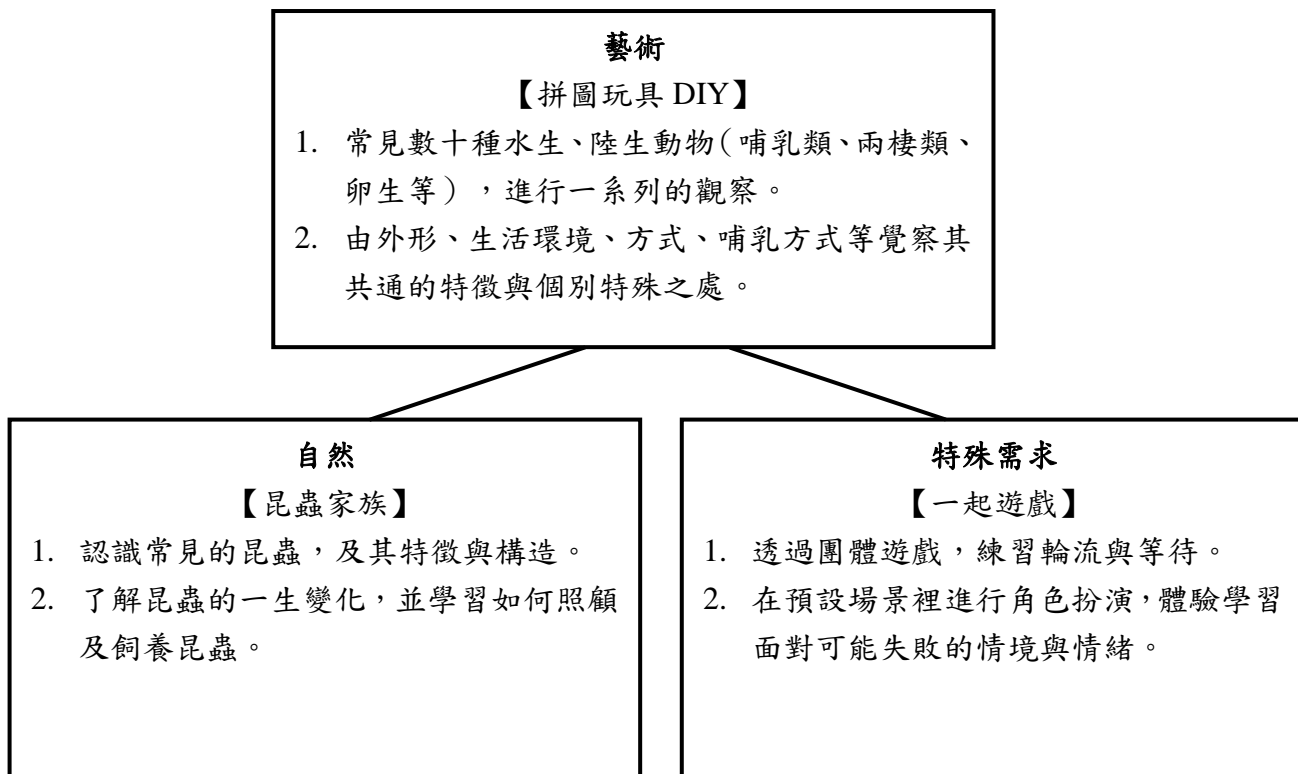 藝術
【拼圖玩具 DIY】
1. 常見數十種水生、陸生動物（哺乳類、兩棲類、
卵生等），進行一系列的觀察。
2. 由外形、生活環境、方式、哺乳方式等覺察其
共通的特徵與個別特殊之處。
自然
【昆蟲家族】
1. 認識常見的昆蟲，及其特徵與構造。
2. 了解昆蟲的一生變化，並學習如何照顧
及飼養昆蟲。
特殊需求
【一起遊戲】
1. 透過團體遊戲，練習輪流與等待。
2. 在預設場景裡進行角色扮演，體驗學習
面對可能失敗的情境與情緒。